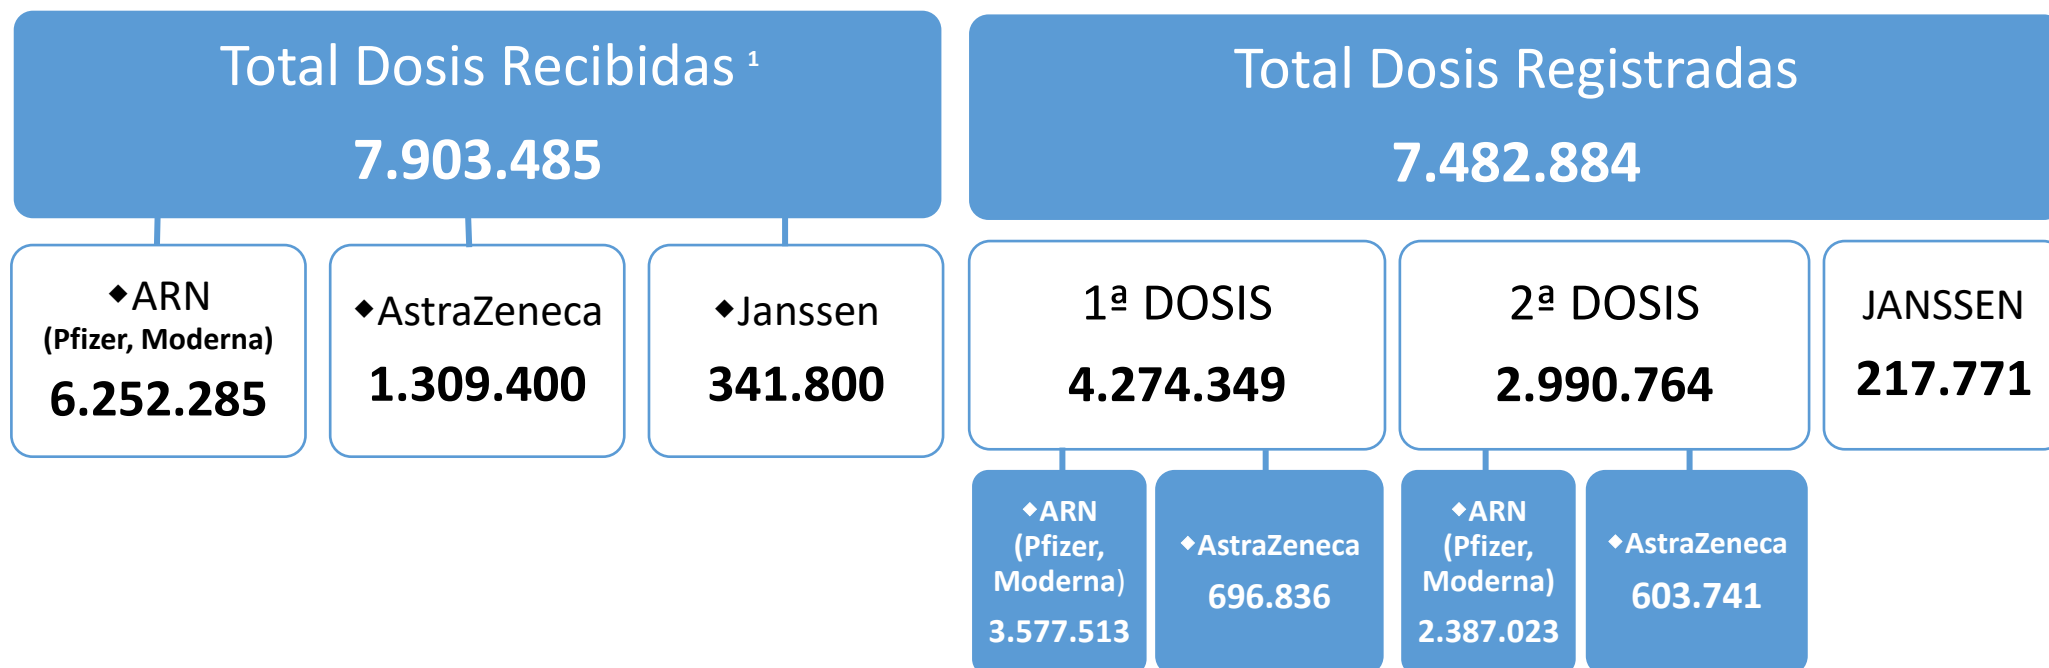 Total Dosis Recibidas ¹
7.903.485
◆ARN
(Pfizer, Moderna)
6.252.285
◆AstraZeneca
1.309.400
◆Janssen
341.800
Total Dosis Registradas
7.482.884
1ª DOSIS
4.274.349
◆ARN
(Pfizer,
Moderna)
3.577.513
◆AstraZeneca
696.836
2ª DOSIS
2.990.764
◆ARN
(Pfizer,
Moderna)
2.387.023
◆AstraZeneca
603.741
JANSSEN
217.771